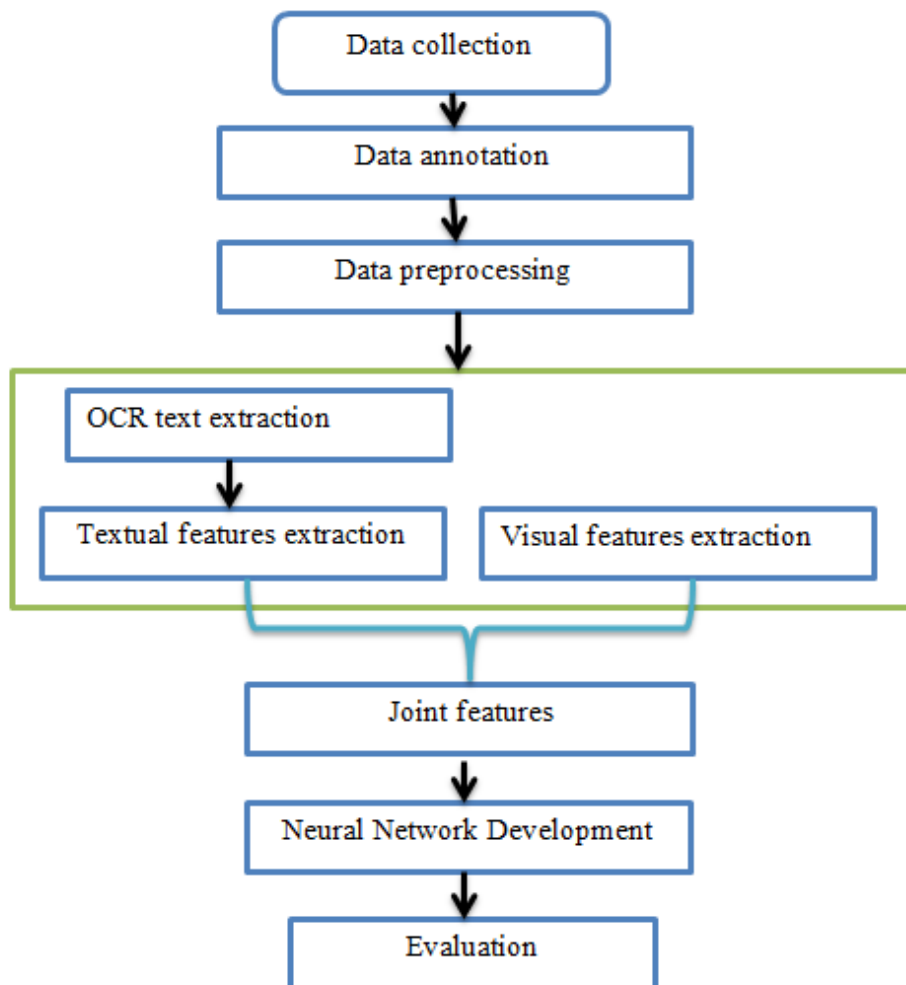 Data collection
Data annotation
Data preprocessing
OCR text extraction
Textual features extraction
Visual features extraction
Joint features
Neural Network Development
Evaluation